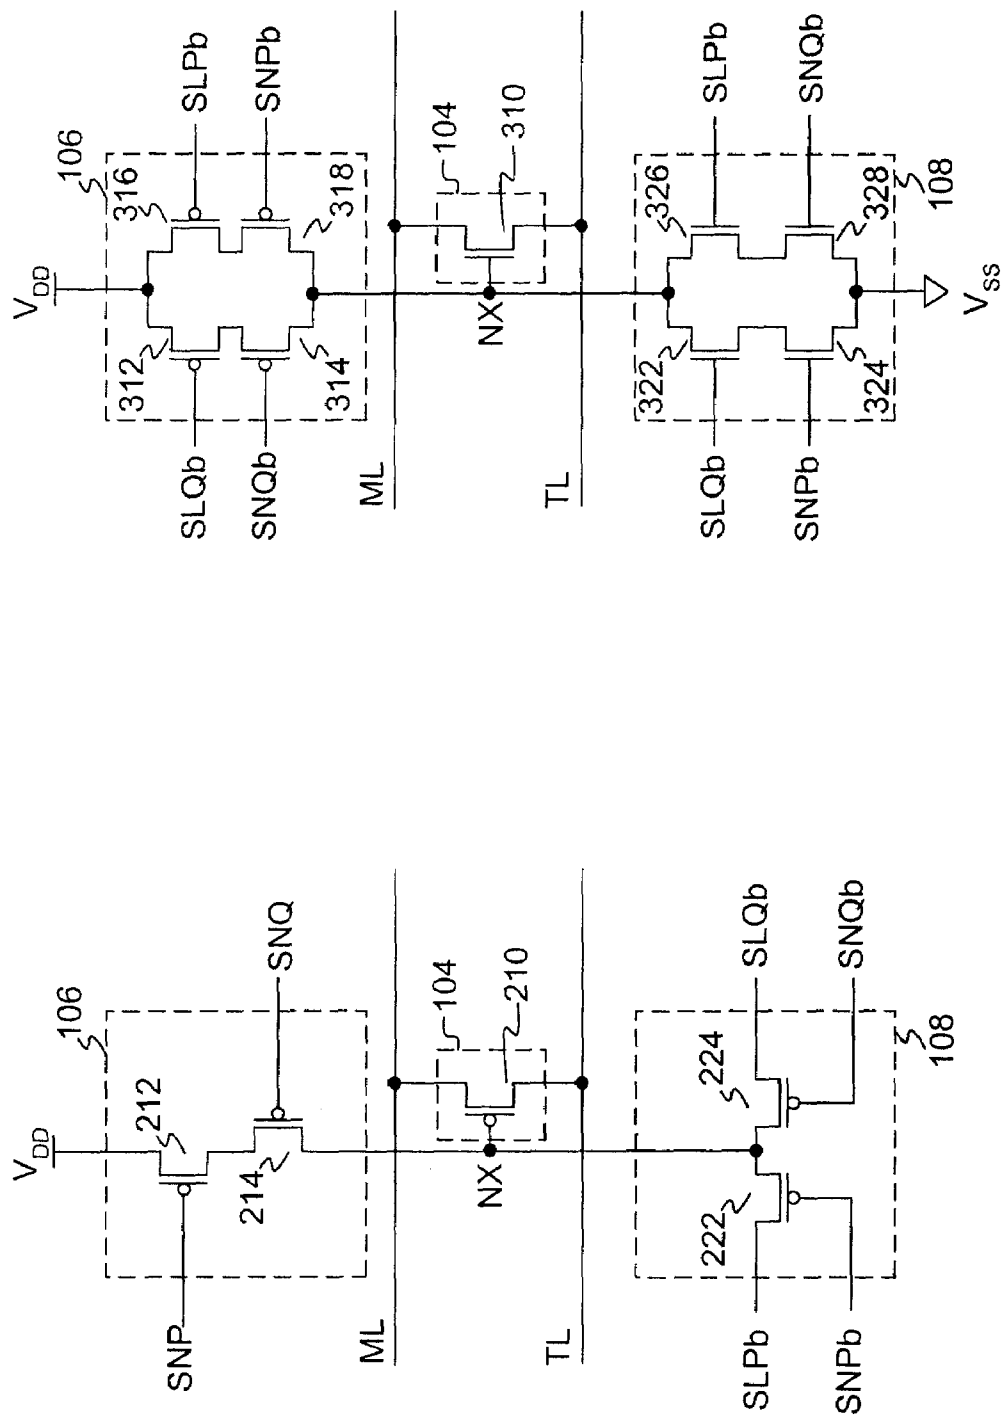 V_DD
106
212
SNP
214
SNQ
ML
104
NX
210
TL
222
224
SLPb
SLQb
SNPb
SNQb
108
V_DD
106
312
316
SLQb
SLPb
SNQb
SNPb
314
318
ML
104
NX
310
TL
322
326
SLQb
SLPb
SNPb
SNQb
324
328
108
V_SS